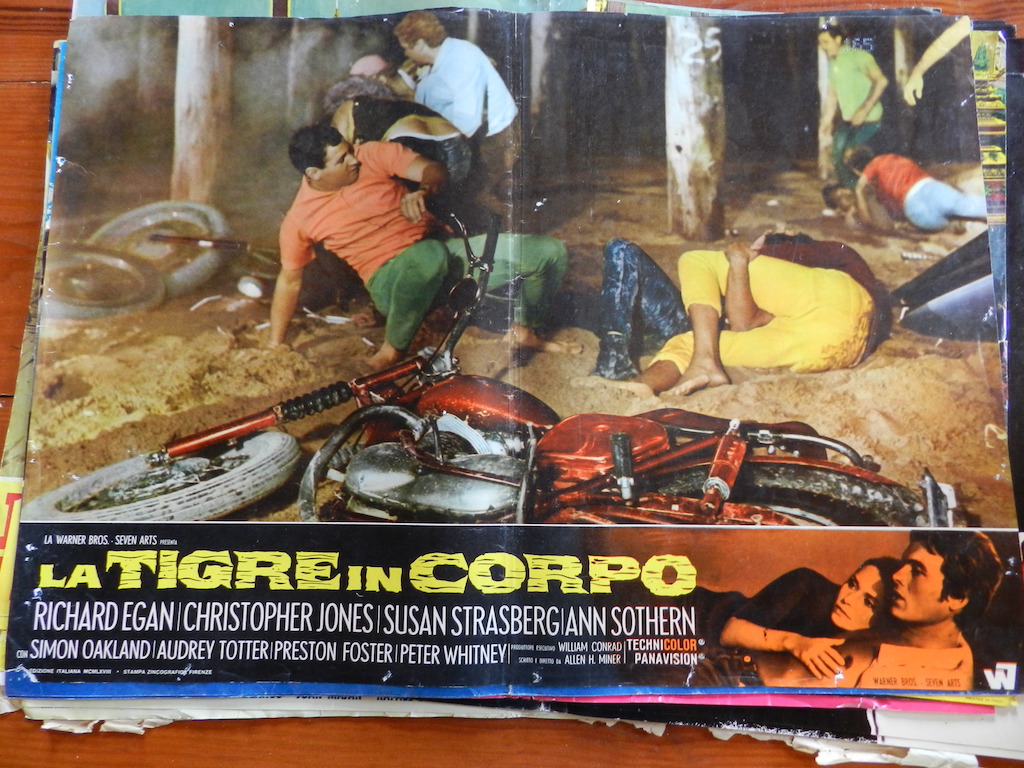 LA WARNER BROS. - SEVEN ARTS PRESENTA
LA TIGRE IN CORPO
RICHARD EGAN | CHRISTOPHER JONES | SUSAN STRASBERG | ANN SOTHERN
CON SIMON OAKLAND | AUDREY TOTTER | PRESTON FOSTER | PETER WHITNEY
PRODUTTORE ESECUTIVO WILLIAM CONRAD
SCRITTO E DIRETTO DA ALLEN H. MINER
TECHNICOLOR®
PANAVISION®
EDIZIONE ITALIANA MCMLXVIII - STAMPA ZINCOGRAFICA FIRENZE
WARNER BROS. - SEVEN ARTS
W7